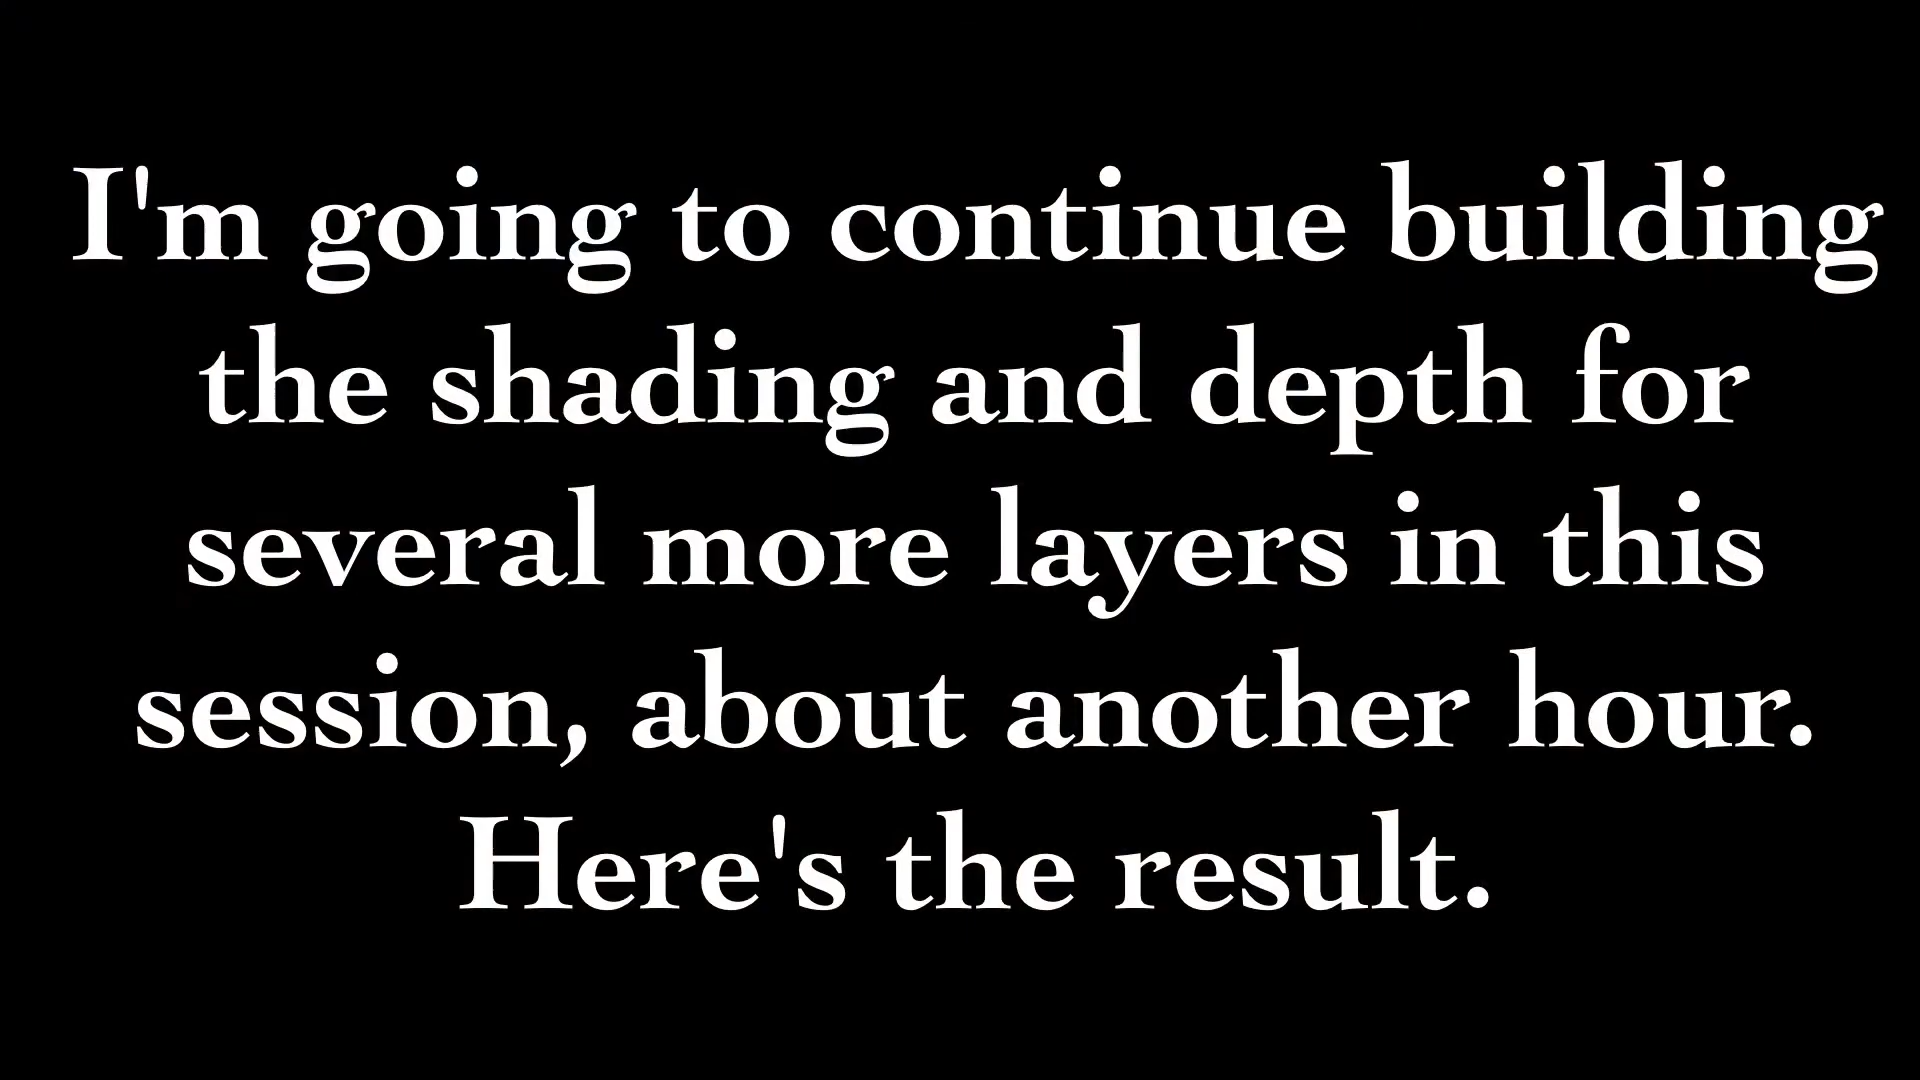 I'm going to continue building
the shading and depth for
several more layers in this
session, about another hour.
Here's the result.